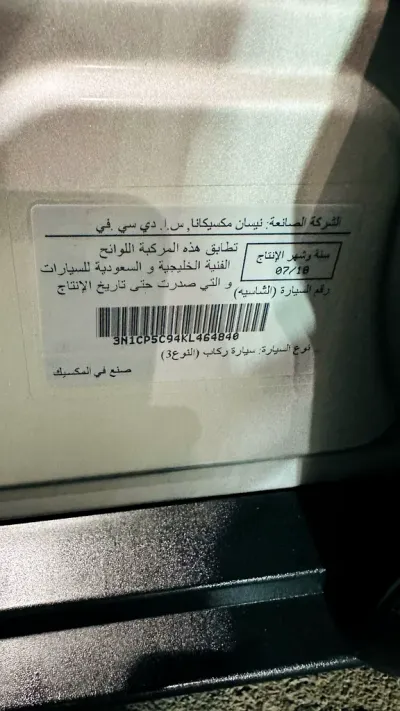 الشركة الصانعة: نيسان مكسيكانا, س.ا. دي سي. في
تطابق هذه المركبة اللوائح
الفنية الخليجية و السعودية للسيارات
و التي صدرت حتى تاريخ الإنتاج
سنة وشهر الإنتاج
07/18
رقم السيارة (الشاسيه)
3N1CP5C94KL464840
نوع السيارة: سيارة ركاب (النوع3)
صنع في المكسيك